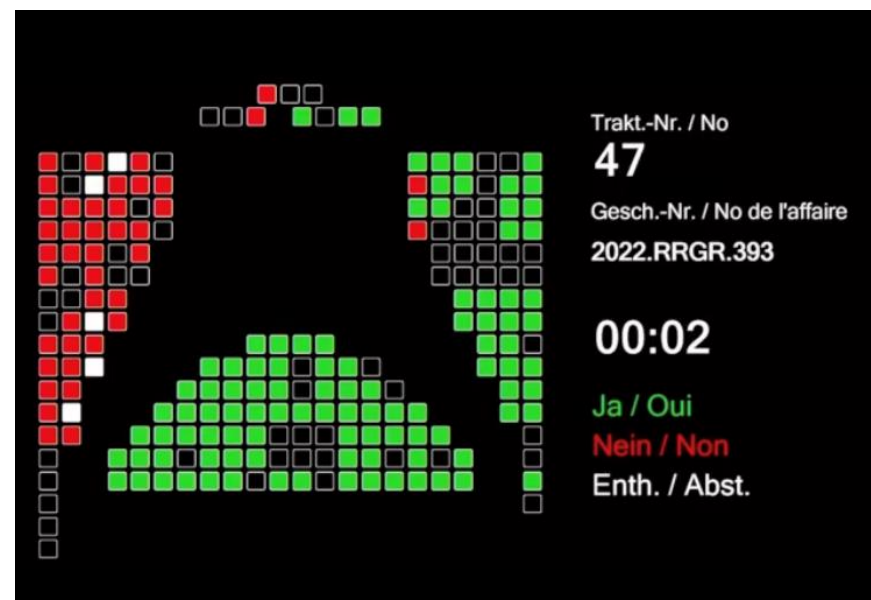 Trakt.-Nr. / No
47
Gesch.-Nr. / No de l'affaire
2022.RRGR.393
00:02
Ja / Oui
Nein / Non
Enth. / Abst.